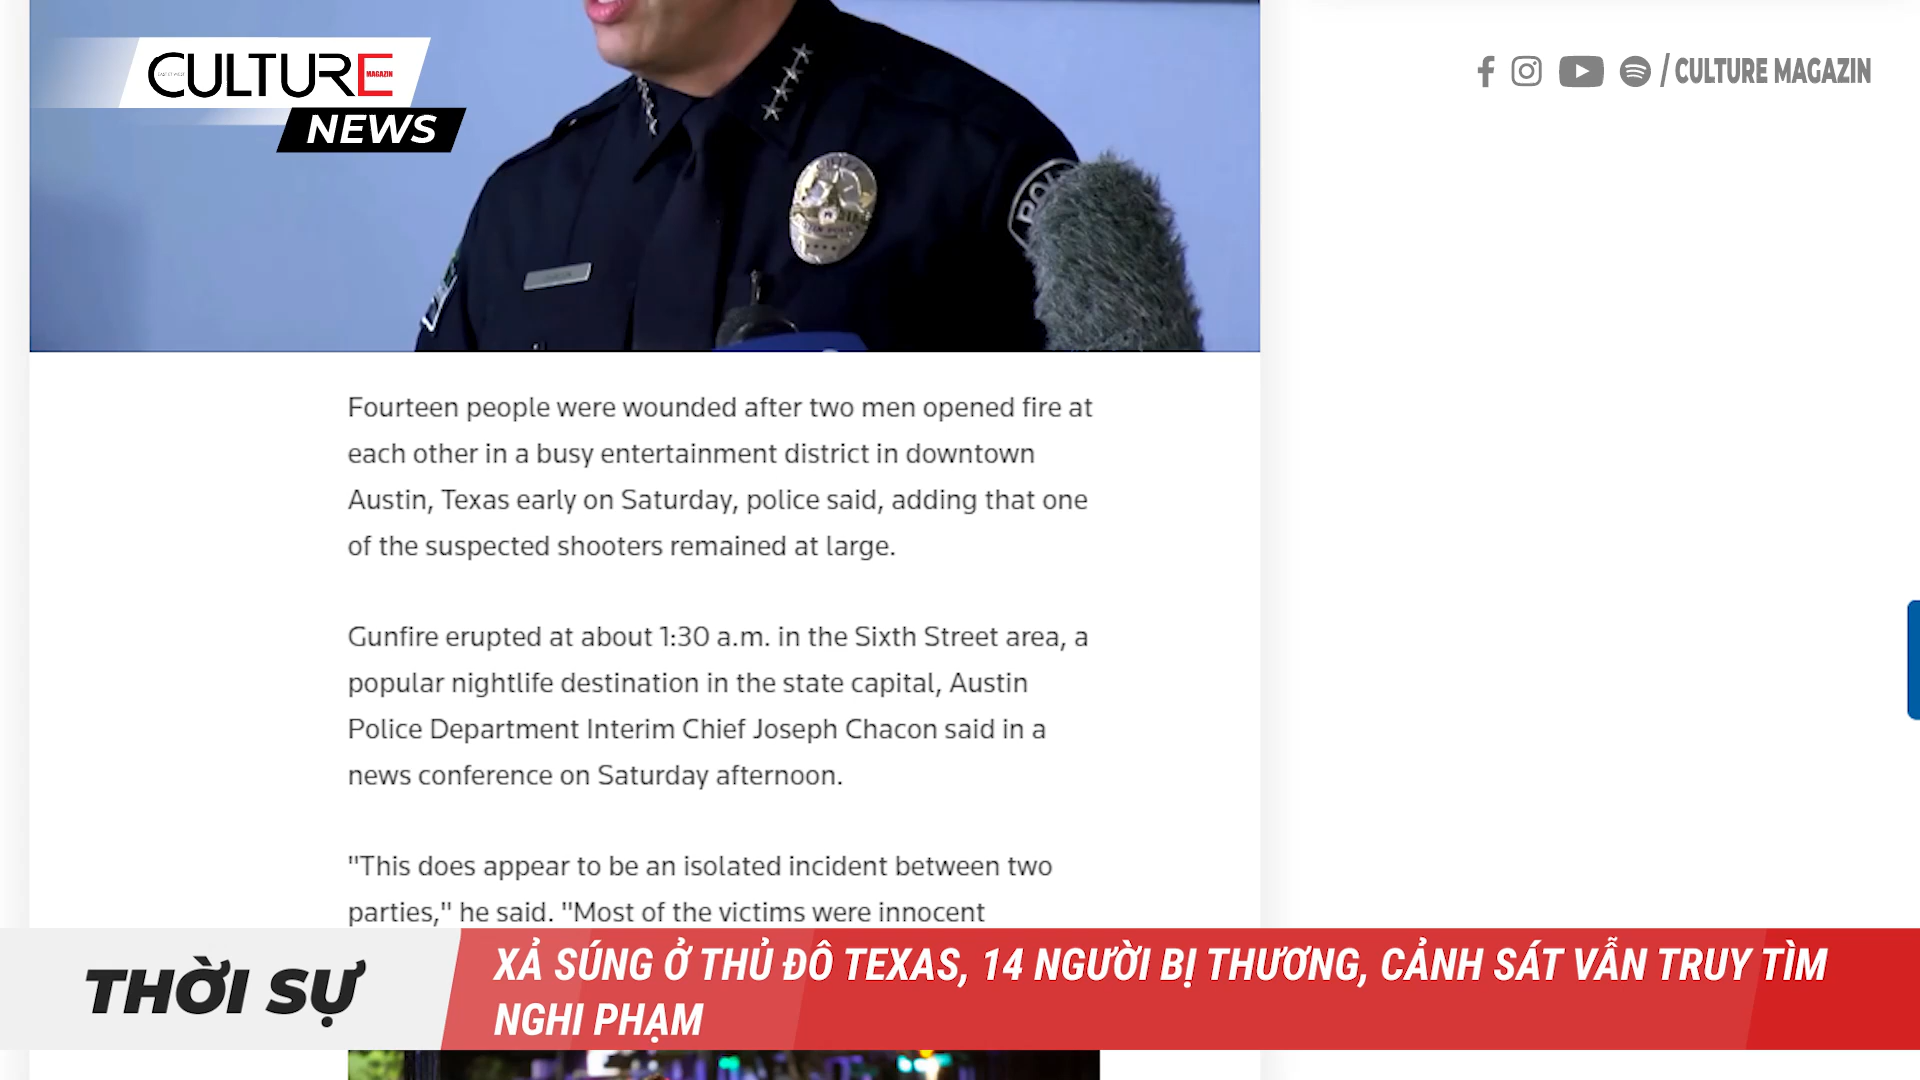 CULTURE
MAGAZIN
NEWS
/ CULTURE MAGAZIN
Fourteen people were wounded after two men opened fire at
each other in a busy entertainment district in downtown
Austin, Texas early on Saturday, police said, adding that one
of the suspected shooters remained at large.
Gunfire erupted at about 1:30 a.m. in the Sixth Street area, a
popular nightlife destination in the state capital, Austin
Police Department Interim Chief Joseph Chacon said in a
news conference on Saturday afternoon.
"This does appear to be an isolated incident between two
parties," he said. "Most of the victims were innocent
THỜI SỰ
XẢ SÚNG Ở THỦ ĐÔ TEXAS, 14 NGƯỜI BỊ THƯƠNG, CẢNH SÁT VẪN TRUY TÌM
NGHI PHẠM